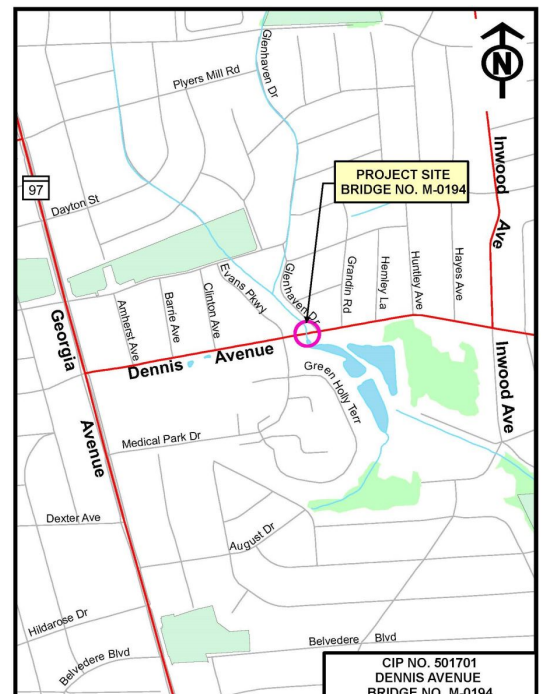 Glenhaven Dr
N
Plyers Mill Rd
Inwood Ave
PROJECT SITE
BRIDGE NO. M-0194
97
Dayton St
Evans Pkwy
Glenhaven Dr
Grandin Rd
Hemley La
Huntley Ave
Hayes Ave
Amherst Ave
Barrie Ave
Clinton Ave
Georgia Avenue
Dennis Avenue
Inwood Ave
Green Holly Terr
Medical Park Dr
Dexter Ave
August Dr
Hildarose Dr
Belvedere Blvd
Belvedere Blvd
CIP NO. 501701
DENNIS AVENUE
BRIDGE NO. M-0194